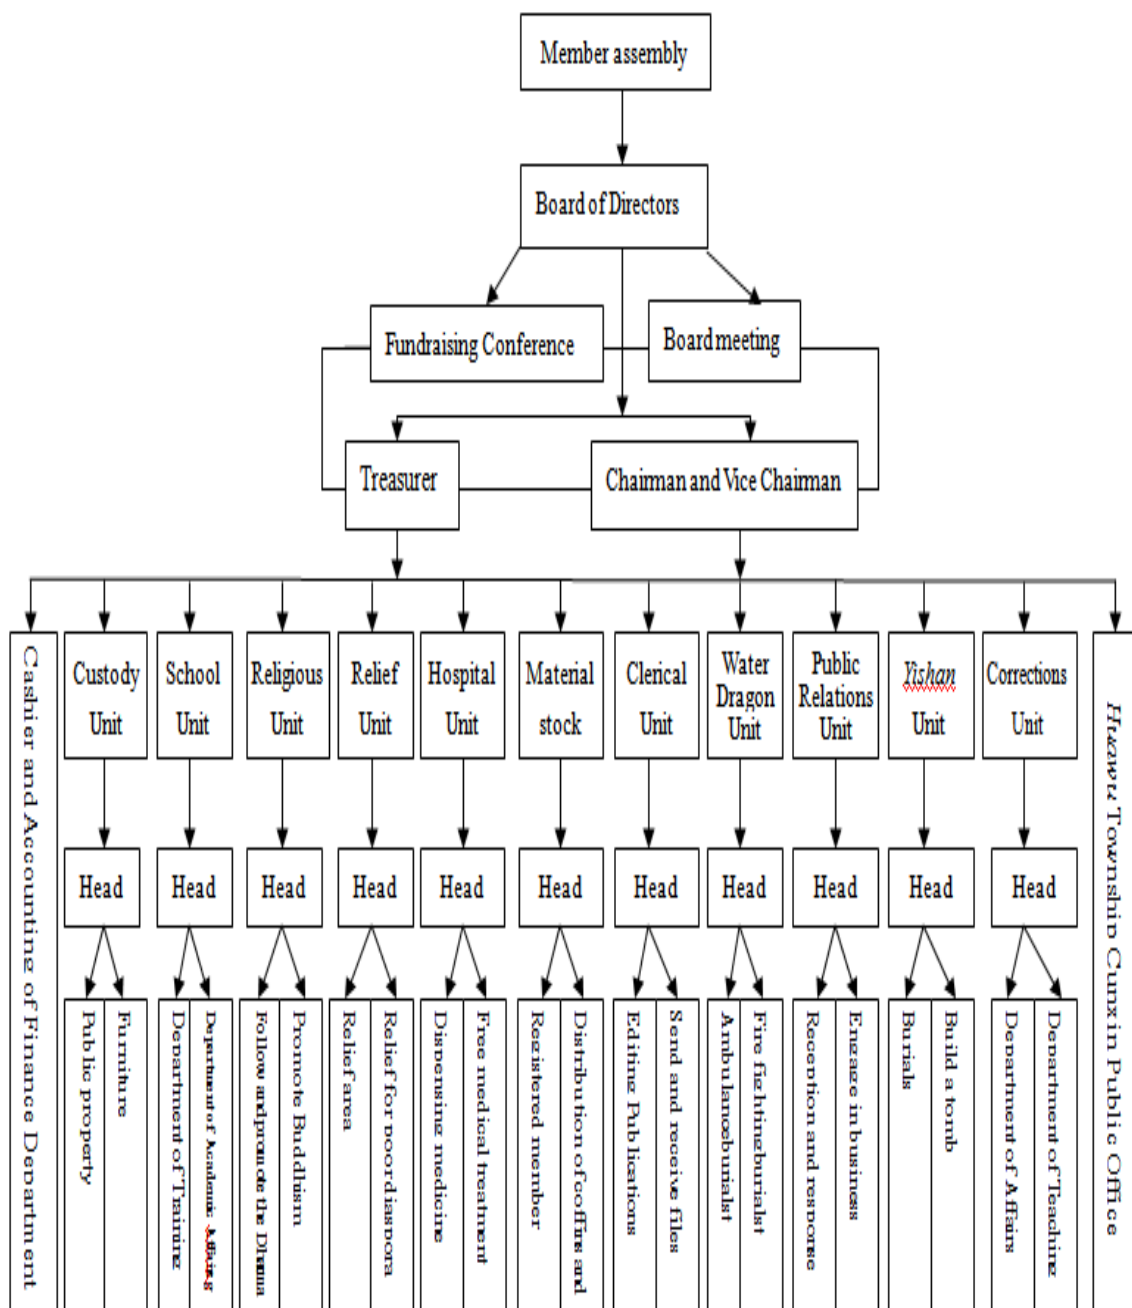 Member assembly
Board of Directors
Fundraising Conference
Board meeting
Treasurer
Chairman and Vice Chairman
Cashier and Accounting of Finance Department
Custody
Unit
School
Unit
Religious
Unit
Relief
Unit
Hospital
Unit
Material
stock
Clerical
Unit
Water
Dragon
Unit
Public
Relations
Unit
Yishan
Unit
Corrections
Unit
Huawu Township Cunxin Public Office
Head
Head
Head
Head
Head
Head
Head
Head
Head
Head
Head
Public property
Furniture
Department of Training
Department of Academic
Follow and promote the Dharma
Promote Buddhism
Relief area
Relief for poor diaspora
Dispensing medicine
Free medical treatment
Registered member
Distribution of coffins and
Editing Publications
Send and receive files
Ambulanceburialst
Fire fightingburialst
Reception and response
Engage in business
Burials
Build a tomb
Department of Affairs
Department of Teaching